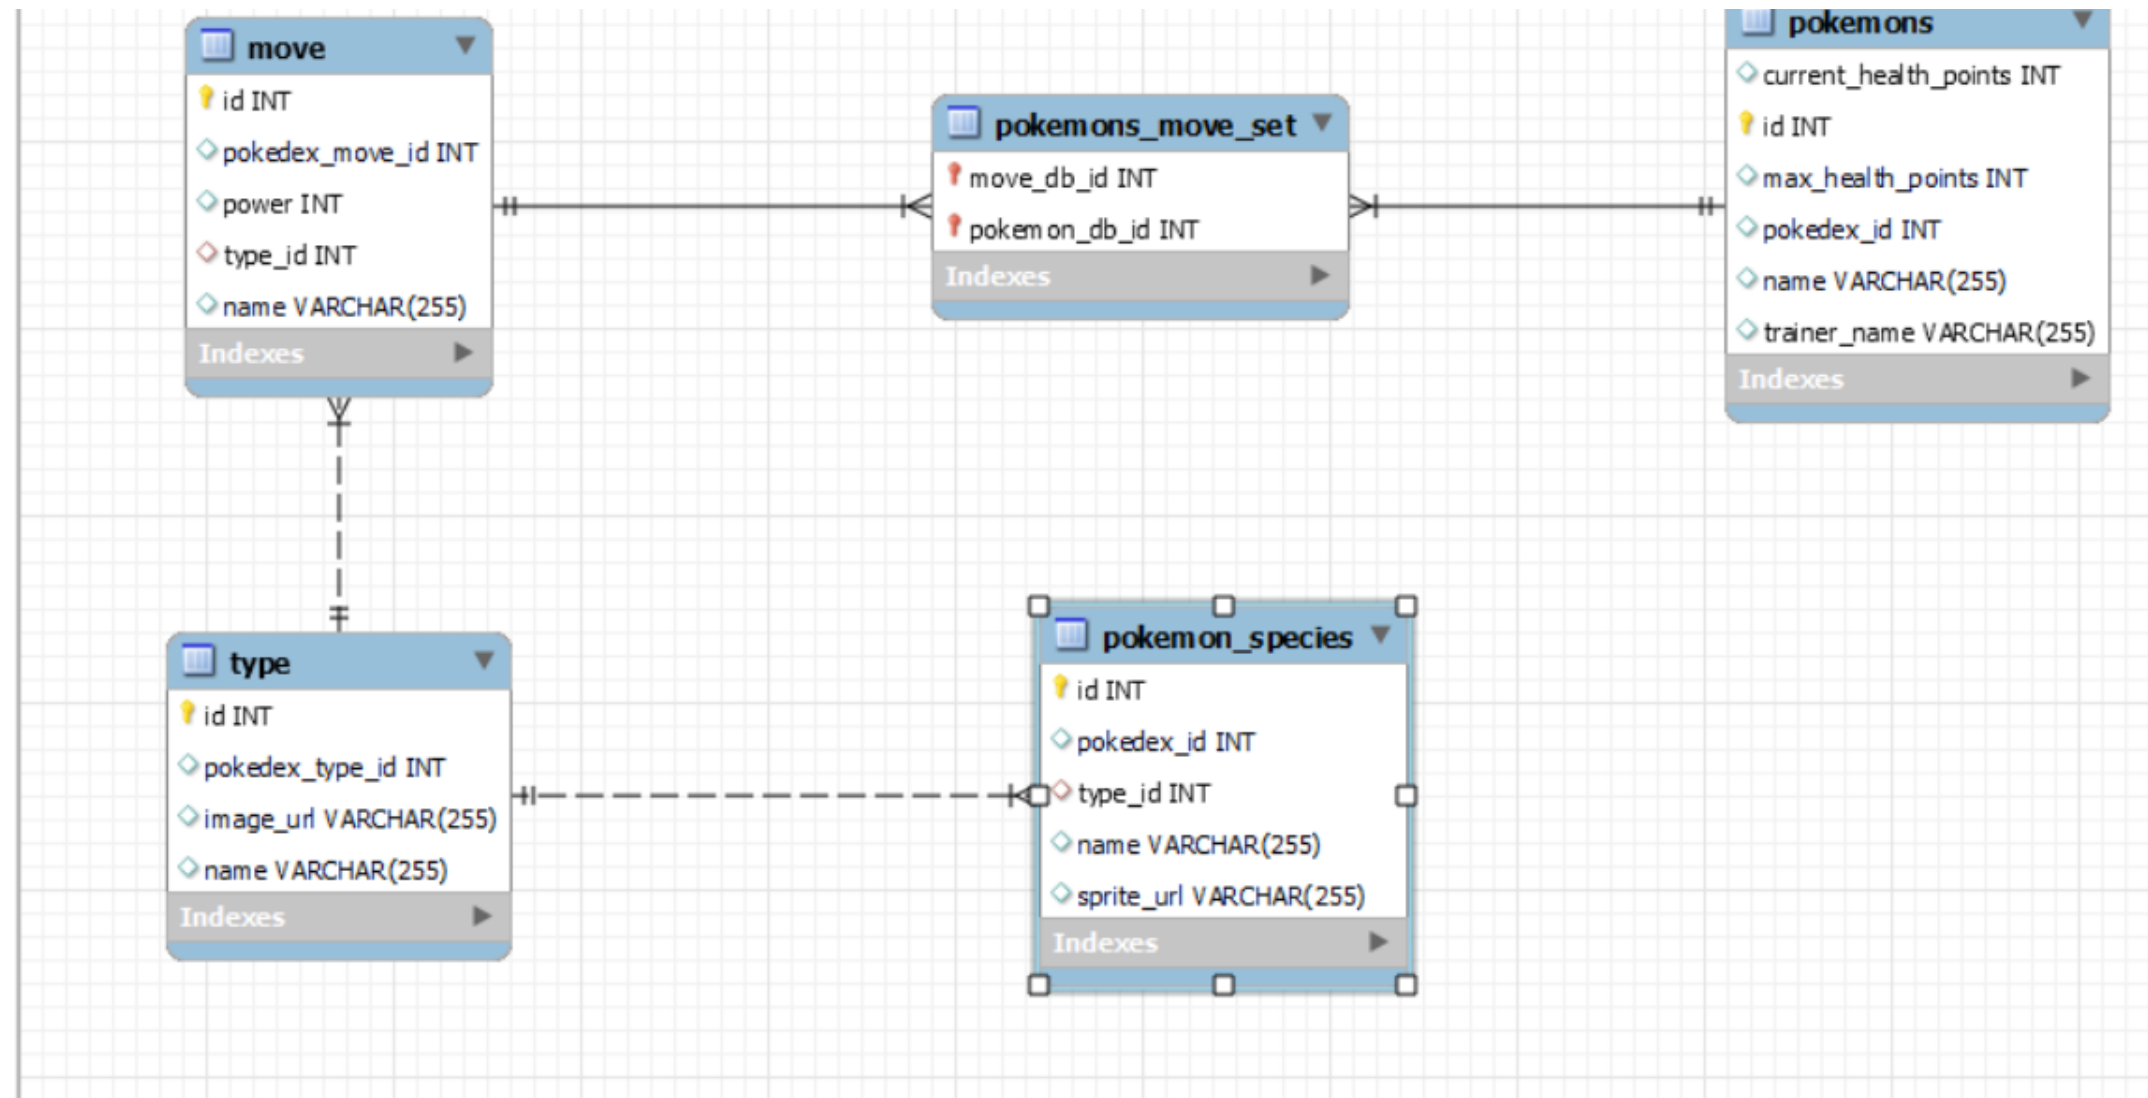 move
id INT
pokedex_move_id INT
power INT
type_id INT
name VARCHAR(255)
Indexes
pokemons_move_set
move_db_id INT
pokemon_db_id INT
Indexes
pokemons
current_health_points INT
id INT
max_health_points INT
pokedex_id INT
name VARCHAR(255)
trainer_name VARCHAR(255)
Indexes
type
id INT
pokedex_type_id INT
image_url VARCHAR(255)
name VARCHAR(255)
Indexes
pokemon_species
id INT
pokedex_id INT
type_id INT
name VARCHAR(255)
sprite_url VARCHAR(255)
Indexes